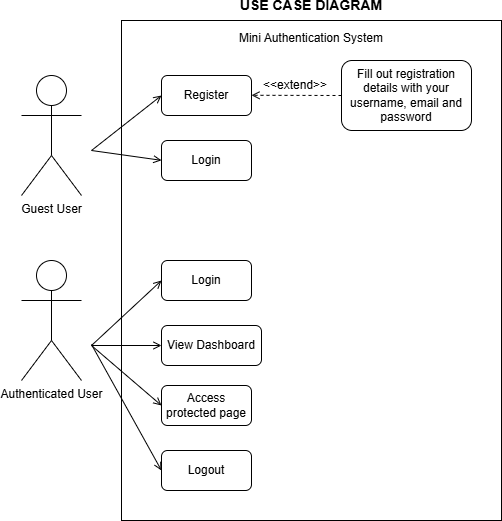 USE CASE DIAGRAM
Mini Authentication System
Register
<<extend>>
Fill out registration
details with your
username, email and
password
Login
Guest User
Login
View Dashboard
Authenticated User
Access
protected page
Logout